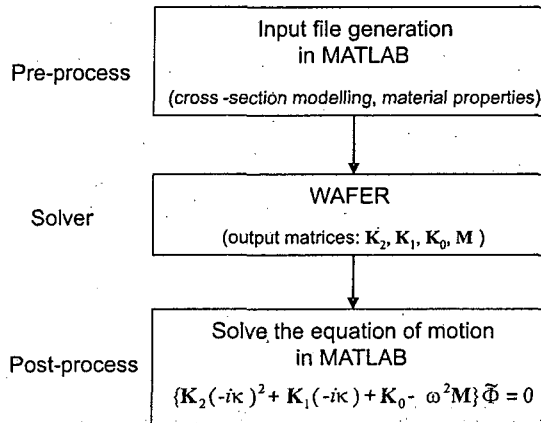 Pre-process
Input file generation
in MATLAB
(cross -section modelling, material properties)
Solver
WAFER
(output matrices: K₂, K₁, K₀, M )
Post-process
Solve the equation of motion
in MATLAB
{K₂(-iκ)² + K₁(-iκ) + K₀ - ω²M} Φ̃ = 0